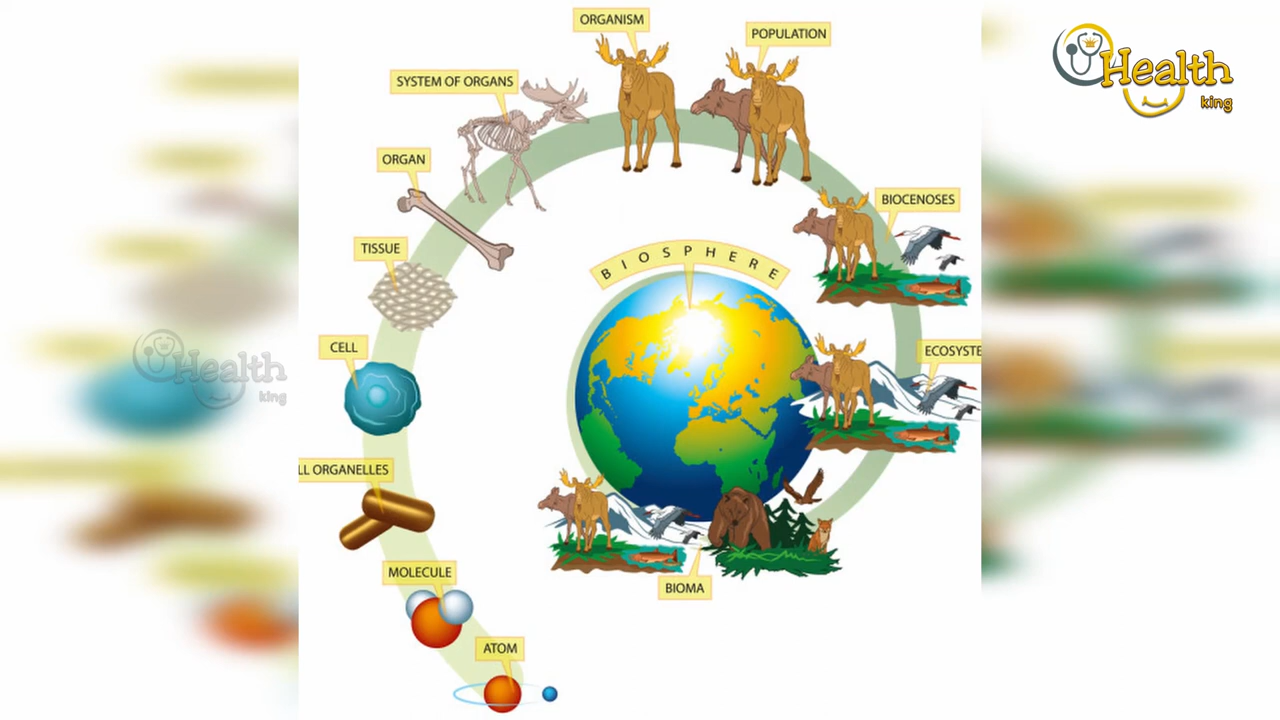 ORGANISM
POPULATION
SYSTEM OF ORGANS
ORGAN
BIOCENOSES
TISSUE
BIOSPHERE
CELL
ECOSYSTE
LL ORGANELLES
MOLECULE
BIOMA
ATOM
Health
king
Health
king